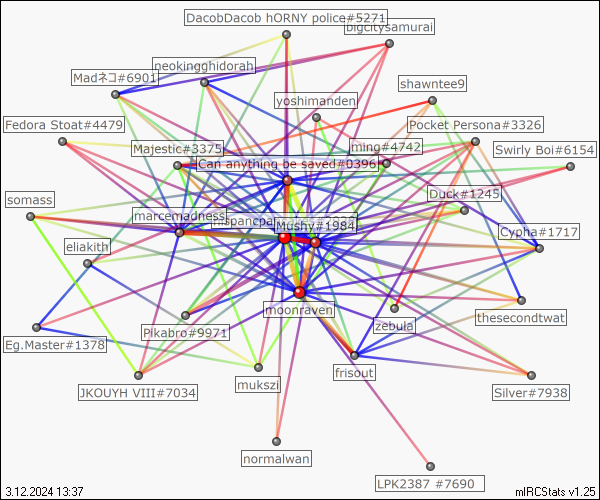 DacobDacob hORNY police#5271
bigcitysamurai
neokingghidorah
Madネコ#6901
shawntee9
yoshimanden
Fedora Stoat#4479
Pocket Persona#3326
Majestic#3375
ming#4742
Swirly Boi#6154
Can anything be saved#0396
Duck#1245
somass
marcemadness
Mushy#1984
Cypha#1717
eliakith
moonraven
thesecondtwat
Pikabro#9971
zebula
Eg.Master#1378
frisout
mukszi
JKOUYH VIII#7034
Silver#7938
normalwan
LPK2387 #7690
3.12.2024 13:37
mIRCStats v1.25